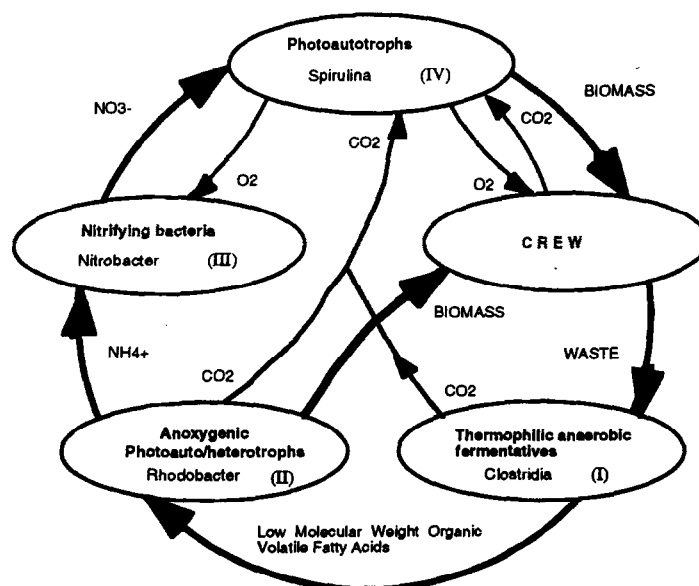 Photoautotrophs
Spirulina (IV)
BIOMASS
NO3-
CO2
CO2
O2
O2
Nitrifying bacteria
Nitrobacter (III)
C R E W
BIOMASS
NH4+
WASTE
CO2
CO2
Anoxygenic
Photoauto/heterotrophs
Rhodobacter (II)
Thermophilic anaerobic
fermentatives
Clostridia (I)
Low Molecular Weight Organic
Volatile Fatty Acids